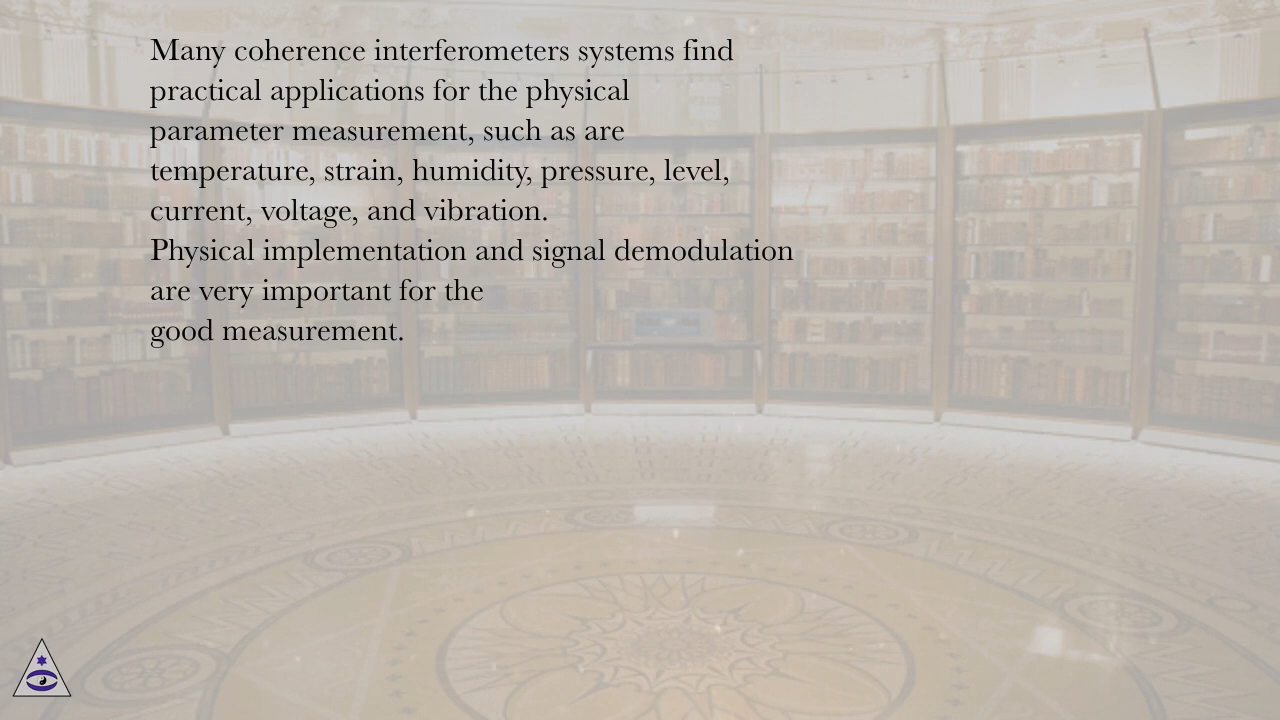 Many coherence interferometers systems find
practical applications for the physical
parameter measurement, such as are
temperature, strain, humidity, pressure, level,
current, voltage, and vibration.
Physical implementation and signal demodulation
are very important for the
good measurement.